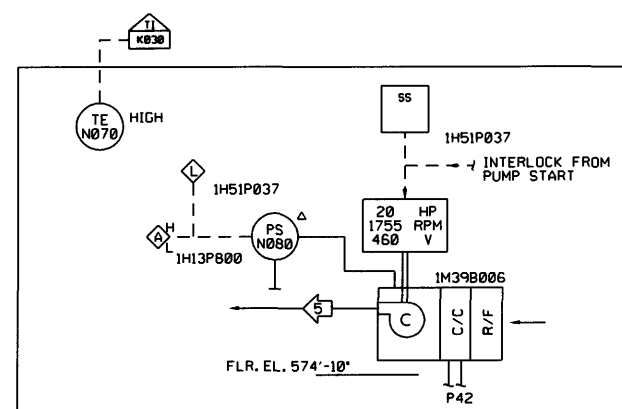 TI
K030
TE
N070
HIGH
SS
1H51P037
INTERLOCK FROM
PUMP START
L
1H51P037
20 HP
1755 RPM
460 V
A
H
L
1H13P800
PS
N080
Δ
1M39B006
5
C
C/C
R/F
FLR. EL. 574'-10"
P42